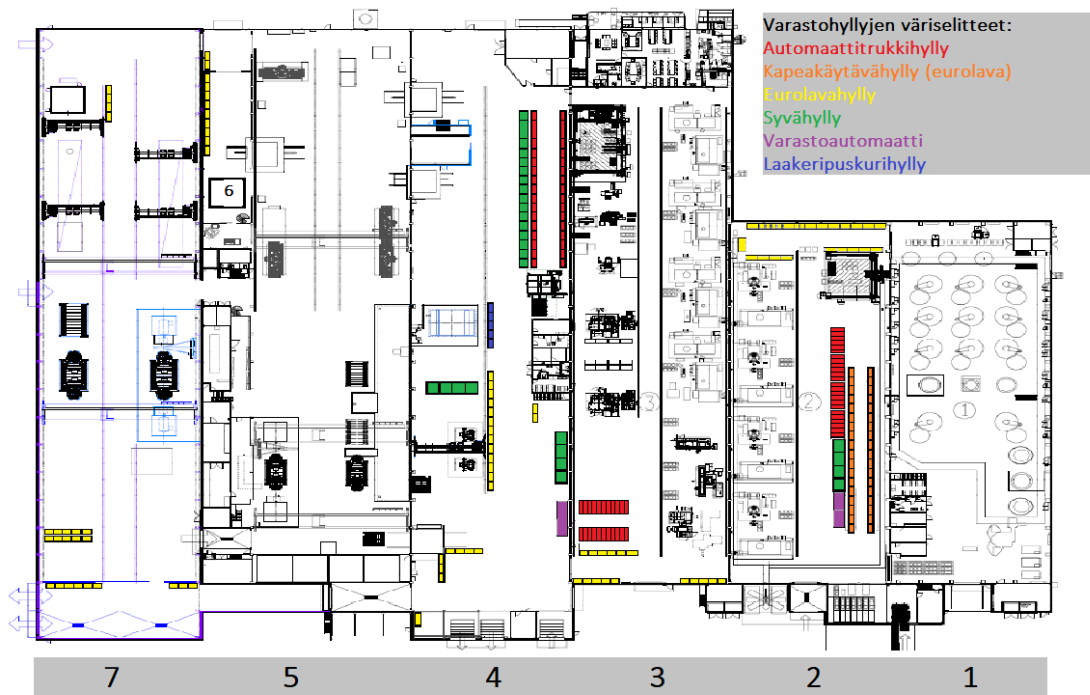 Varastohyllyjen väriselitteet:
Automaattitrukkihylly
Kapeakäytävähylly (eurolava)
Eurolavahylly
Syvähylly
Varastoautomaatti
Laakeripuskurihylly
6
3
2
1
7 5 4 3 2 1